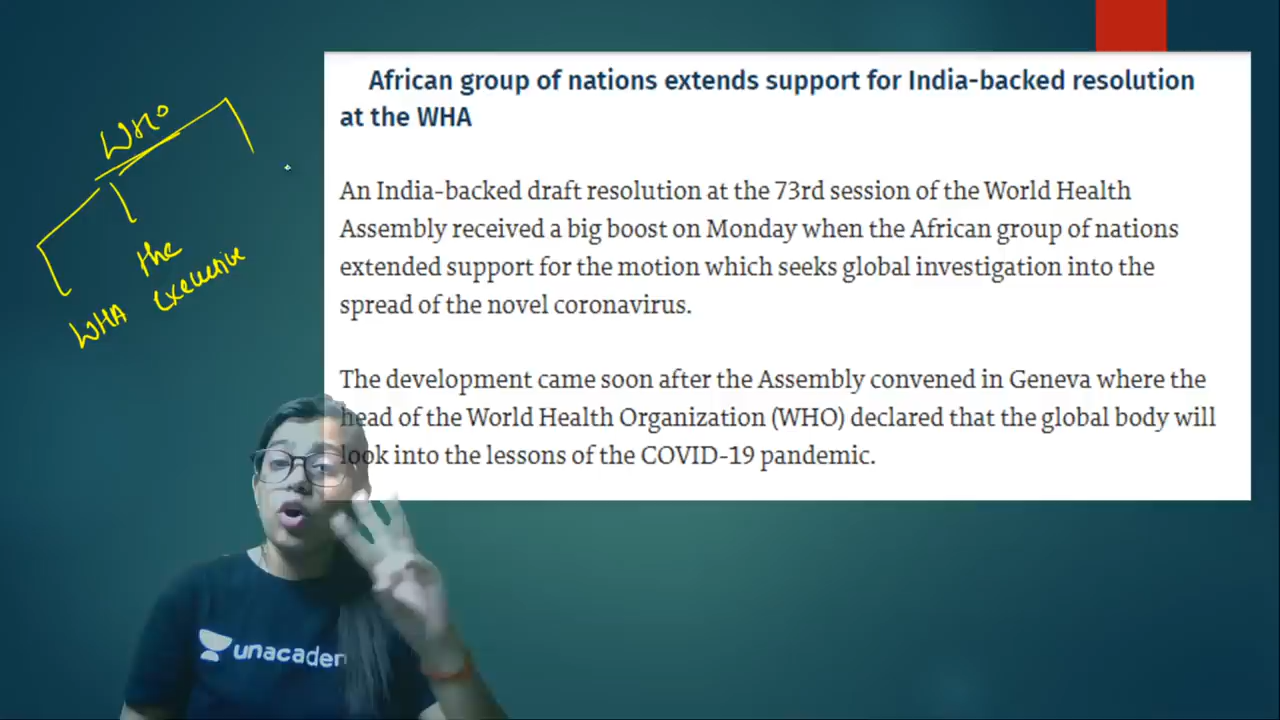 African group of nations extends support for India-backed resolution
at the WHA
An India-backed draft resolution at the 73rd session of the World Health
Assembly received a big boost on Monday when the African group of nations
extended support for the motion which seeks global investigation into the
spread of the novel coronavirus.
The development came soon after the Assembly convened in Geneva where the
head of the World Health Organization (WHO) declared that the global body will
look into the lessons of the COVID-19 pandemic.
WHO
the
WHA executive
unacadem